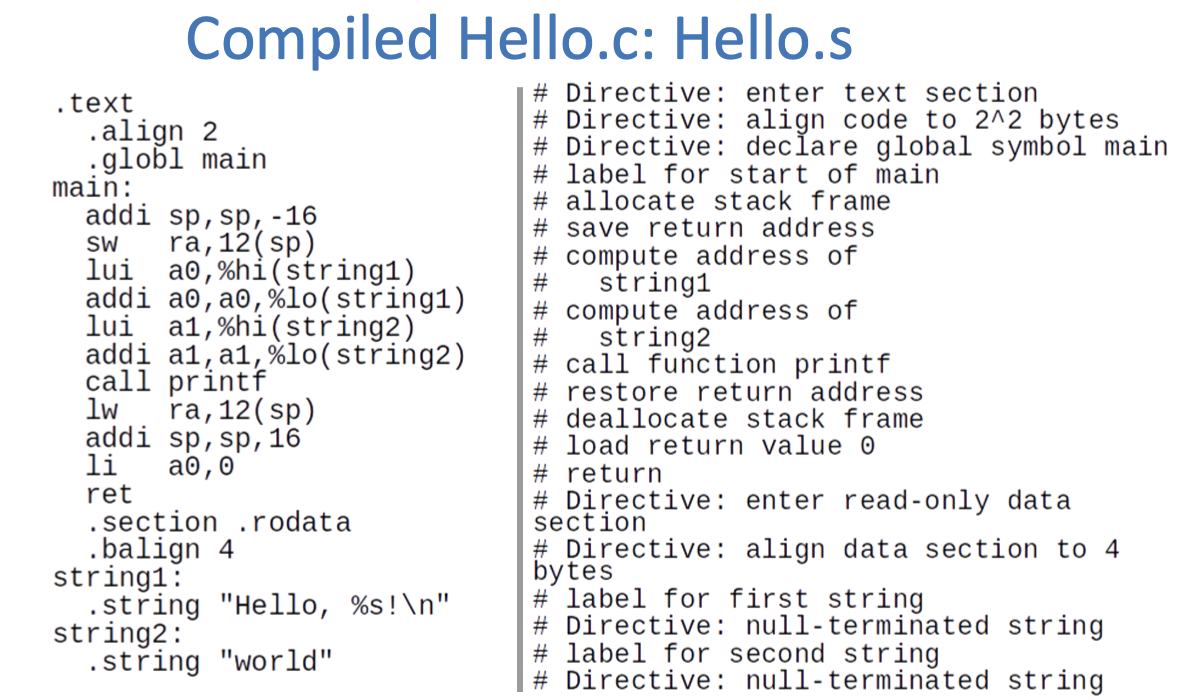 Compiled Hello.c: Hello.s
.text
.align 2
.globl main
main:
addi sp,sp,-16
sw ra,12(sp)
lui a0,%hi(string1)
addi a0,a0,%lo(string1)
lui a1,%hi(string2)
addi a1,a1,%lo(string2)
call printf
lw ra,12(sp)
addi sp,sp,16
li a0,0
ret
.section .rodata
.balign 4
string1:
.string "Hello, %s!\n"
string2:
.string "world"
# Directive: enter text section
# Directive: align code to 2^2 bytes
# Directive: declare global symbol main
# label for start of main
# allocate stack frame
# save return address
# compute address of
# string1
# compute address of
# string2
# call function printf
# restore return address
# deallocate stack frame
# load return value 0
# return
# Directive: enter read-only data
section
# Directive: align data section to 4
bytes
# label for first string
# Directive: null-terminated string
# label for second string
# Directive: null-terminated string